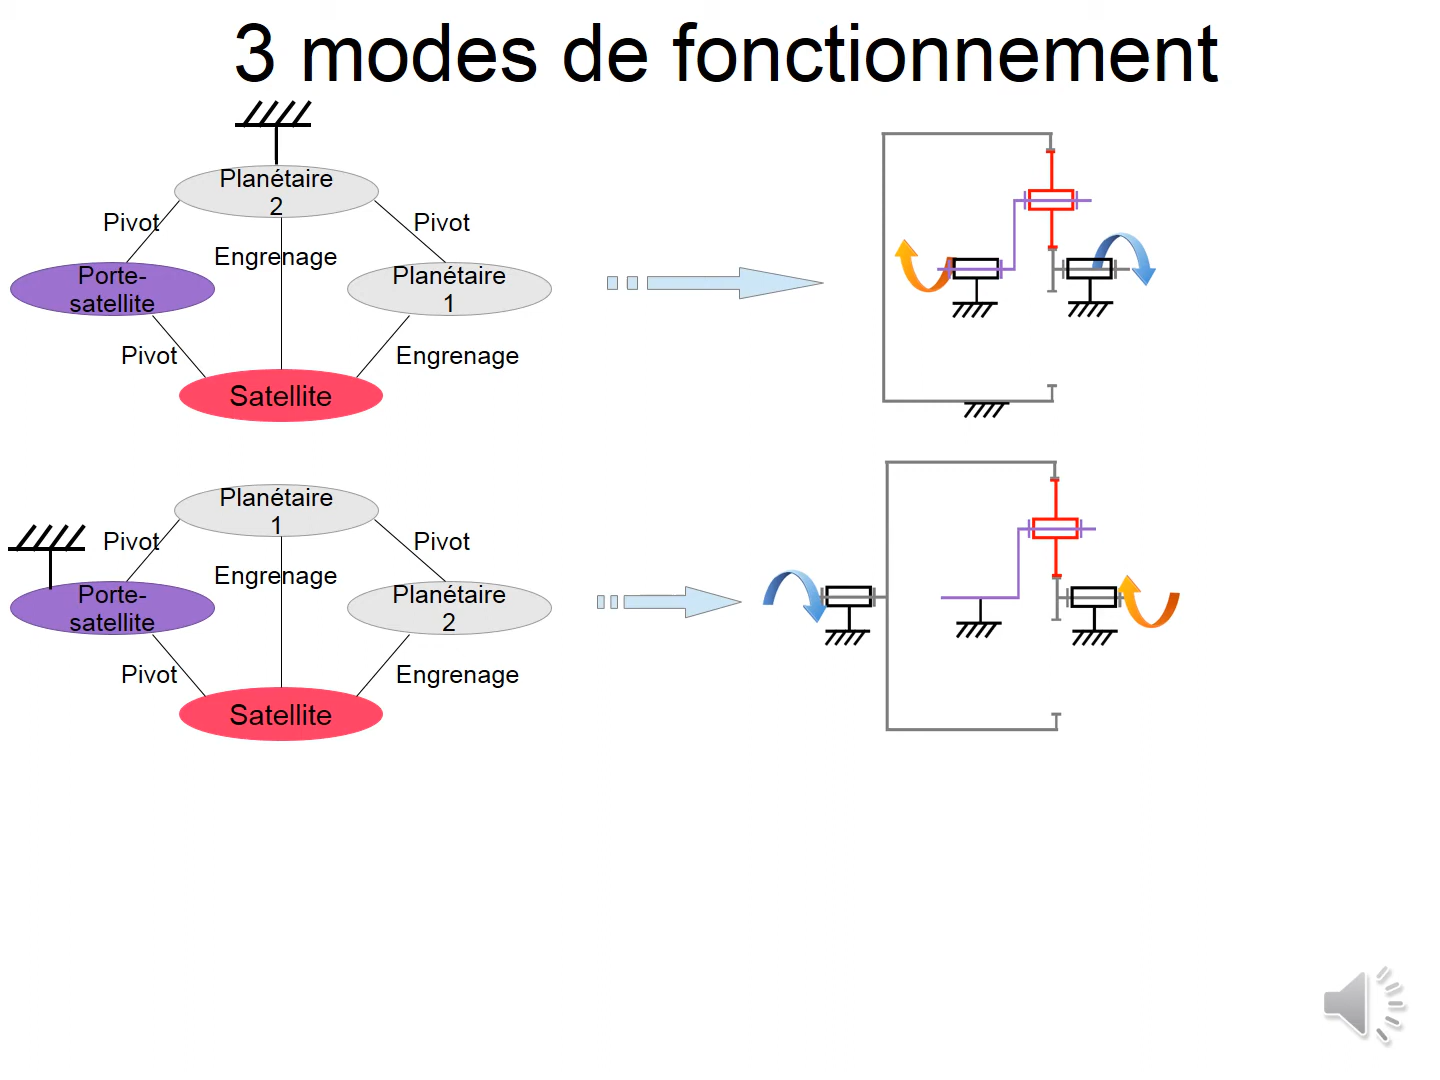 3 modes de fonctionnement
Planétaire
2
Pivot
Pivot
Engrenage
Porte-
satellite
Planétaire
1
Pivot
Engrenage
Satellite
Planétaire
1
Pivot
Pivot
Engrenage
Porte-
satellite
Planétaire
2
Pivot
Engrenage
Satellite